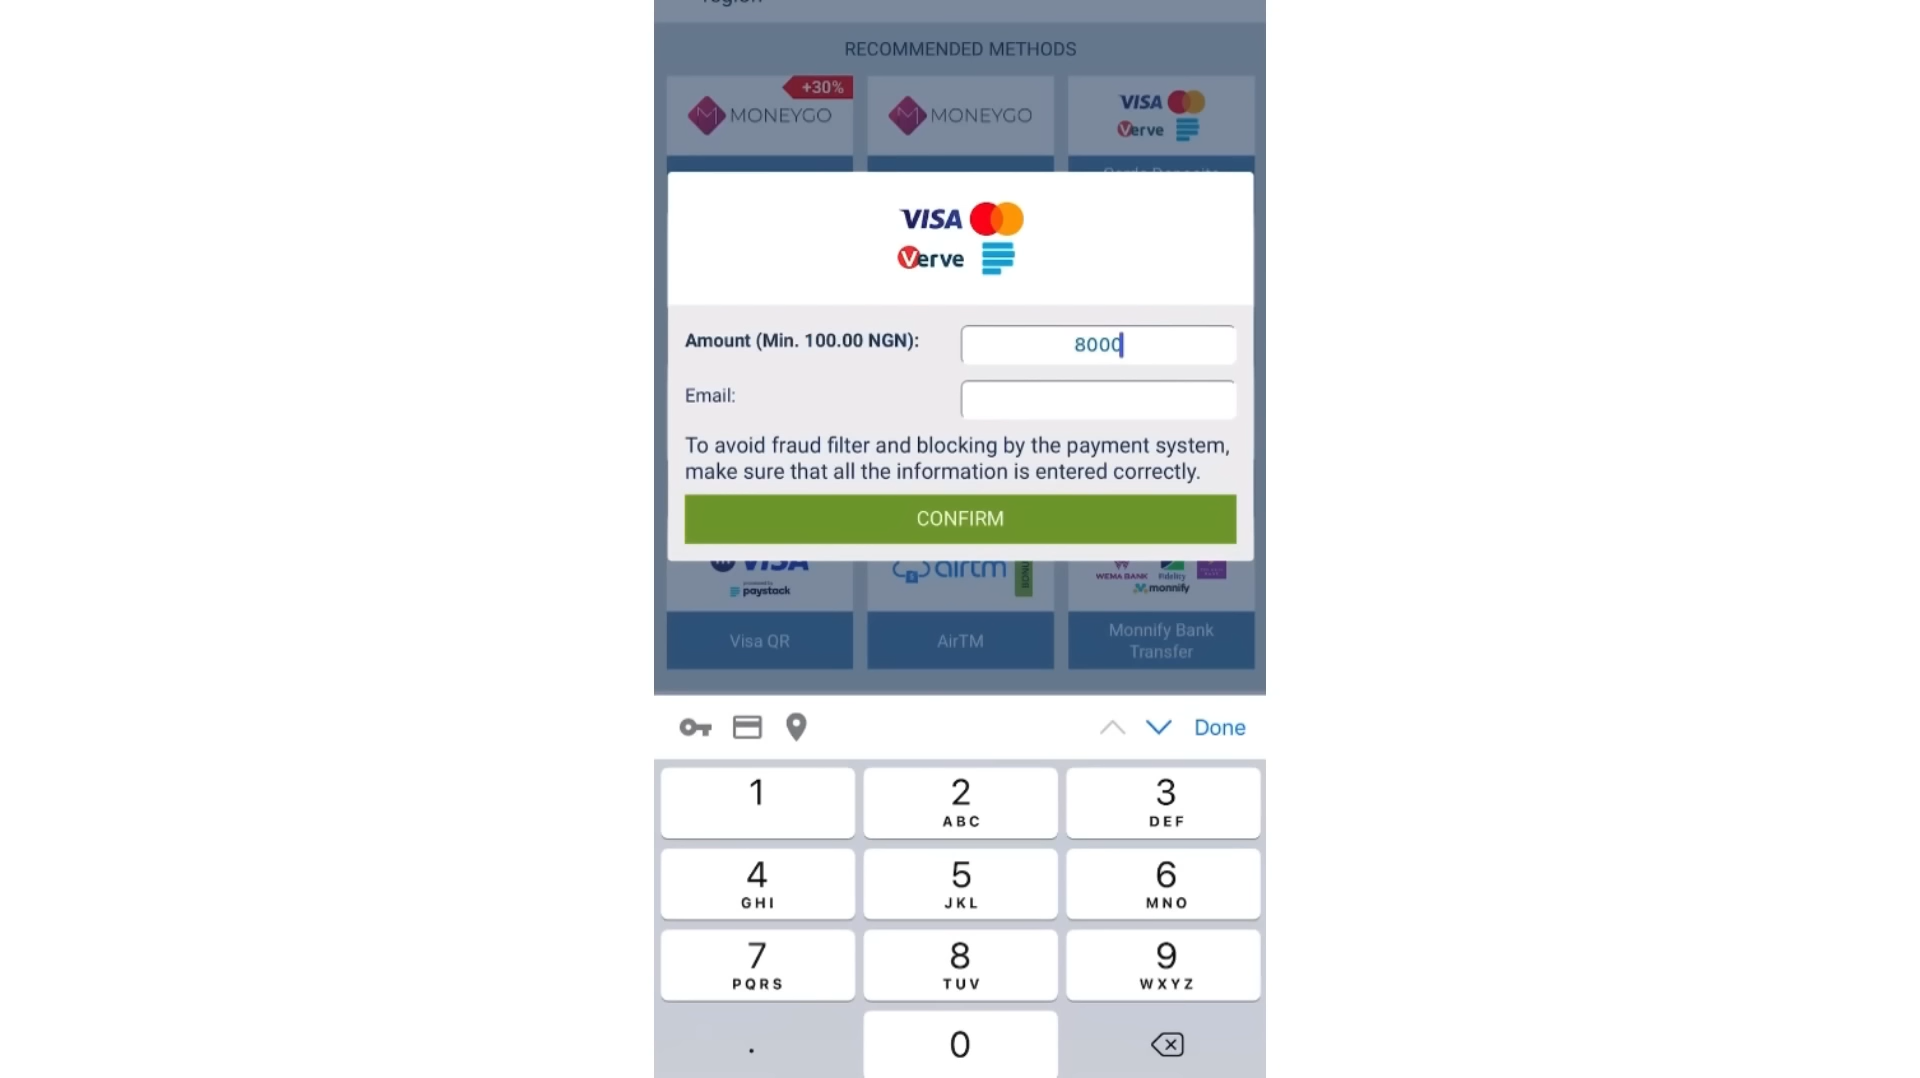 RECOMMENDED METHODS
+30%
MONEYGO
MONEYGO
VISA
Verve
VISA
Verve
Amount (Min. 100.00 NGN):
8000
Email:
To avoid fraud filter and blocking by the payment system,
make sure that all the information is entered correctly.
CONFIRM
VISA
paystack
airtm
BONU
WEMA BANK
Fidelity
monnify
Visa QR
AirTM
Monnify Bank
Transfer
Done
1
2
ABC
3
DEF
4
GHI
5
JKL
6
MNO
7
PQRS
8
TUV
9
WXYZ
.
0